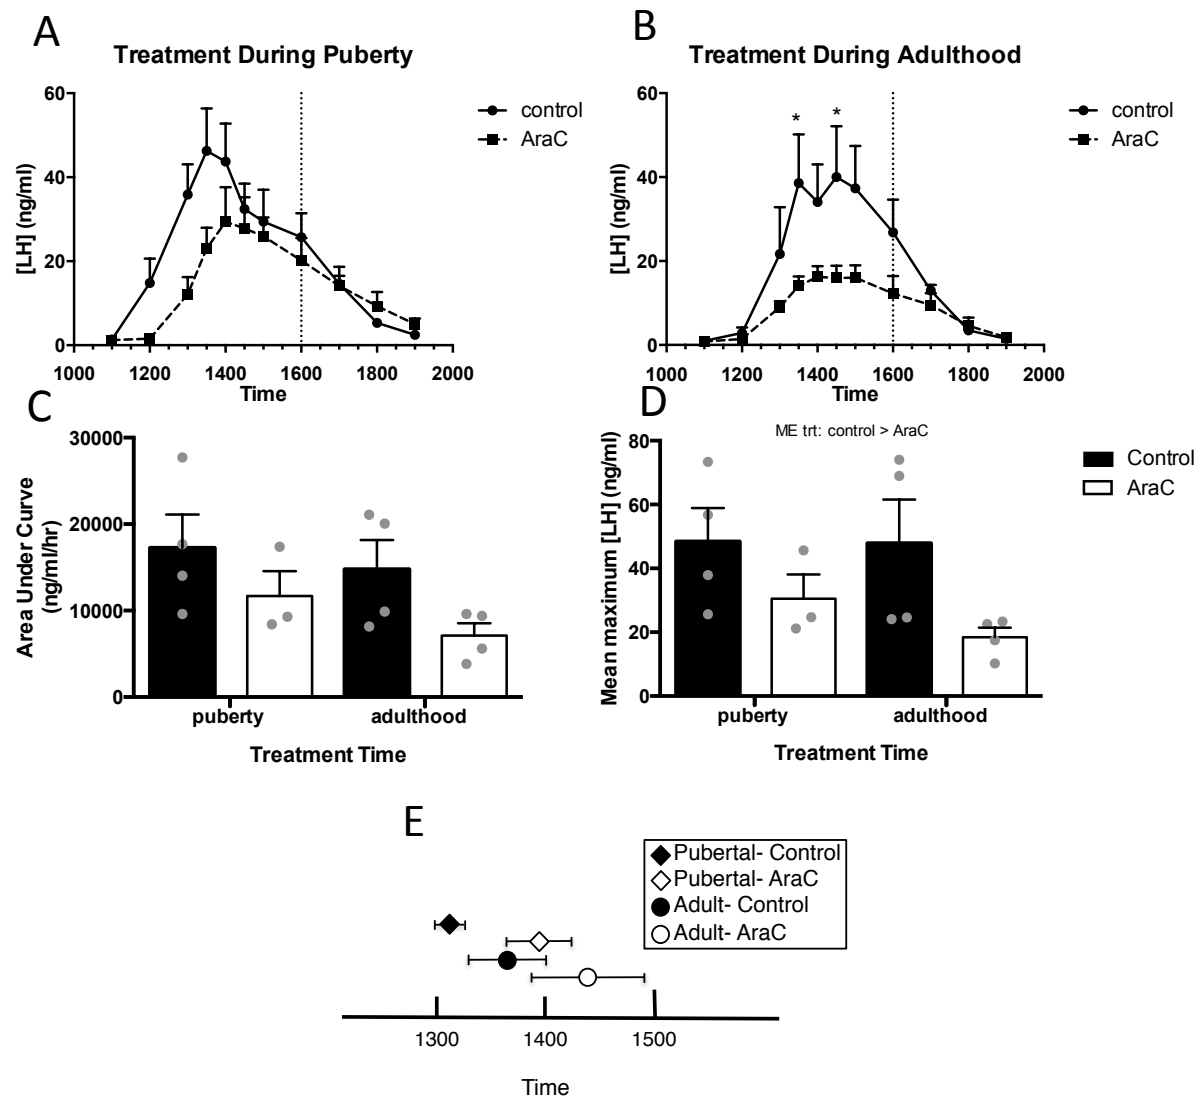 A
Treatment During Puberty
60
40
20
0
[LH] (ng/ml)
1000 1200 1400 1600 1800 2000
Time
control
AraC
B
Treatment During Adulthood
60
40
20
0
[LH] (ng/ml)
* *
1000 1200 1400 1600 1800 2000
Time
control
AraC
C
30000
20000
10000
0
Area Under Curve
(ng/ml/hr)
puberty adulthood
Treatment Time
D
ME trt: control > AraC
80
60
40
20
0
Mean maximum [LH] (ng/ml)
puberty adulthood
Treatment Time
Control
AraC
E
Pubertal- Control
Pubertal- AraC
Adult- Control
Adult- AraC
1300 1400 1500
Time